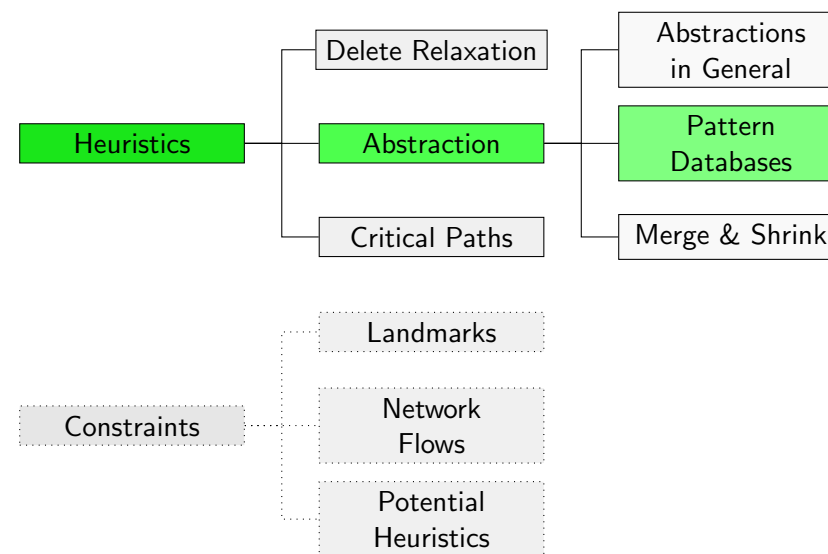 Delete Relaxation
Abstractions
in General
Heuristics
Abstraction
Pattern
Databases
Critical Paths
Merge & Shrink
Landmarks
Constraints
Network
Flows
Potential
Heuristics